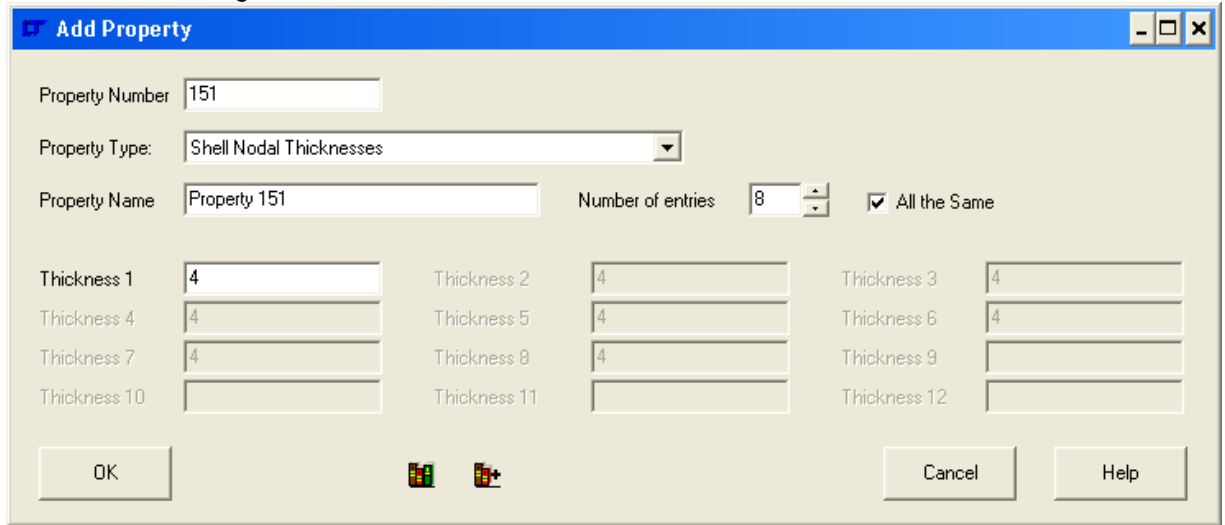 Add Property
Property Number 151
Property Type: Shell Nodal Thicknesses
Property Name Property 151 Number of entries 8 All the Same
Thickness 1 4 Thickness 2 4 Thickness 3 4
Thickness 4 4 Thickness 5 4 Thickness 6 4
Thickness 7 4 Thickness 8 4 Thickness 9
Thickness 10 Thickness 11 Thickness 12
OK Cancel Help